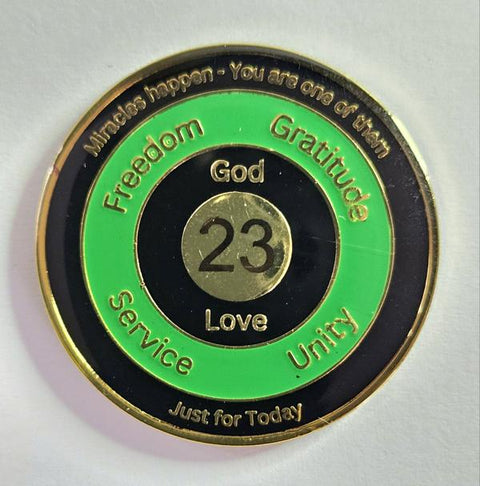 Miracles happen - You are one of them
Freedom
Gratitude
God
23
Love
Service
Unity
Just for Today